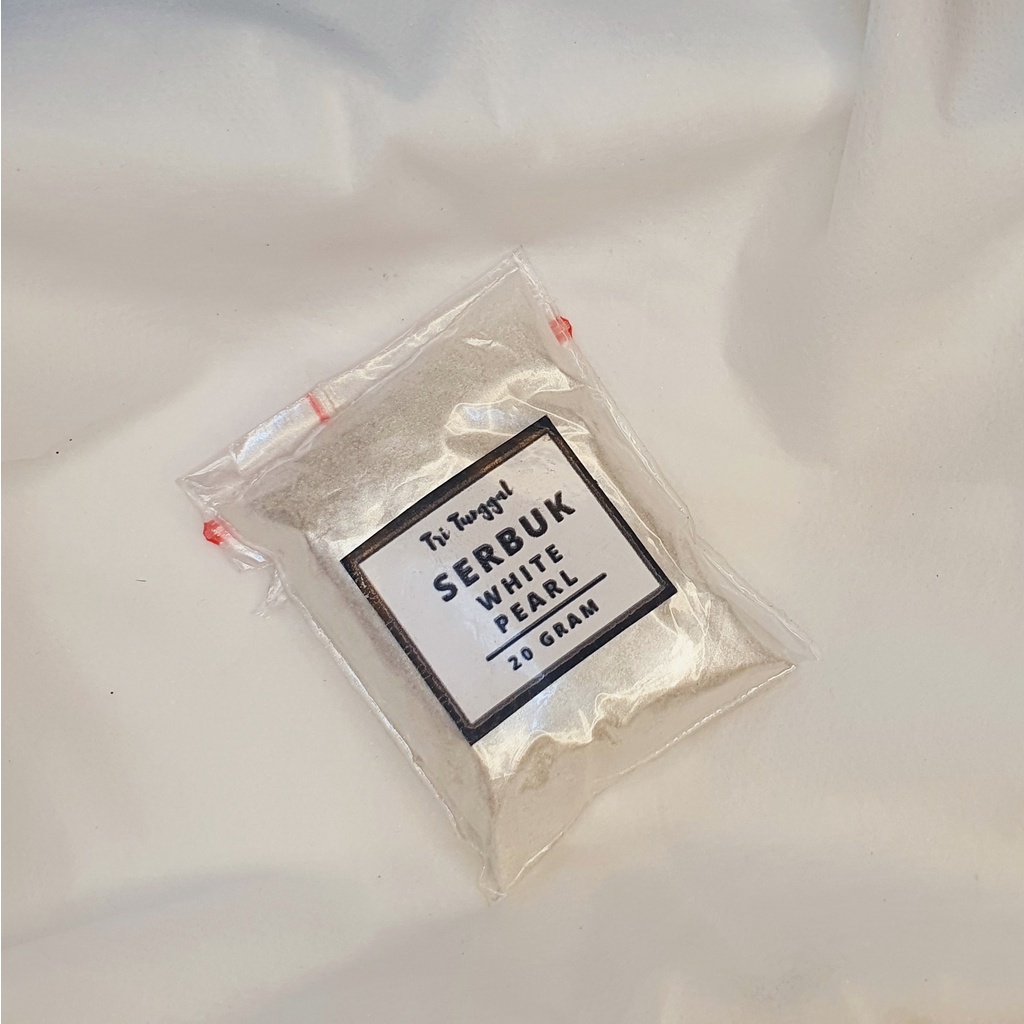 Tri Tunggal
SERBUK
WHITE
PEARL
20 GRAM